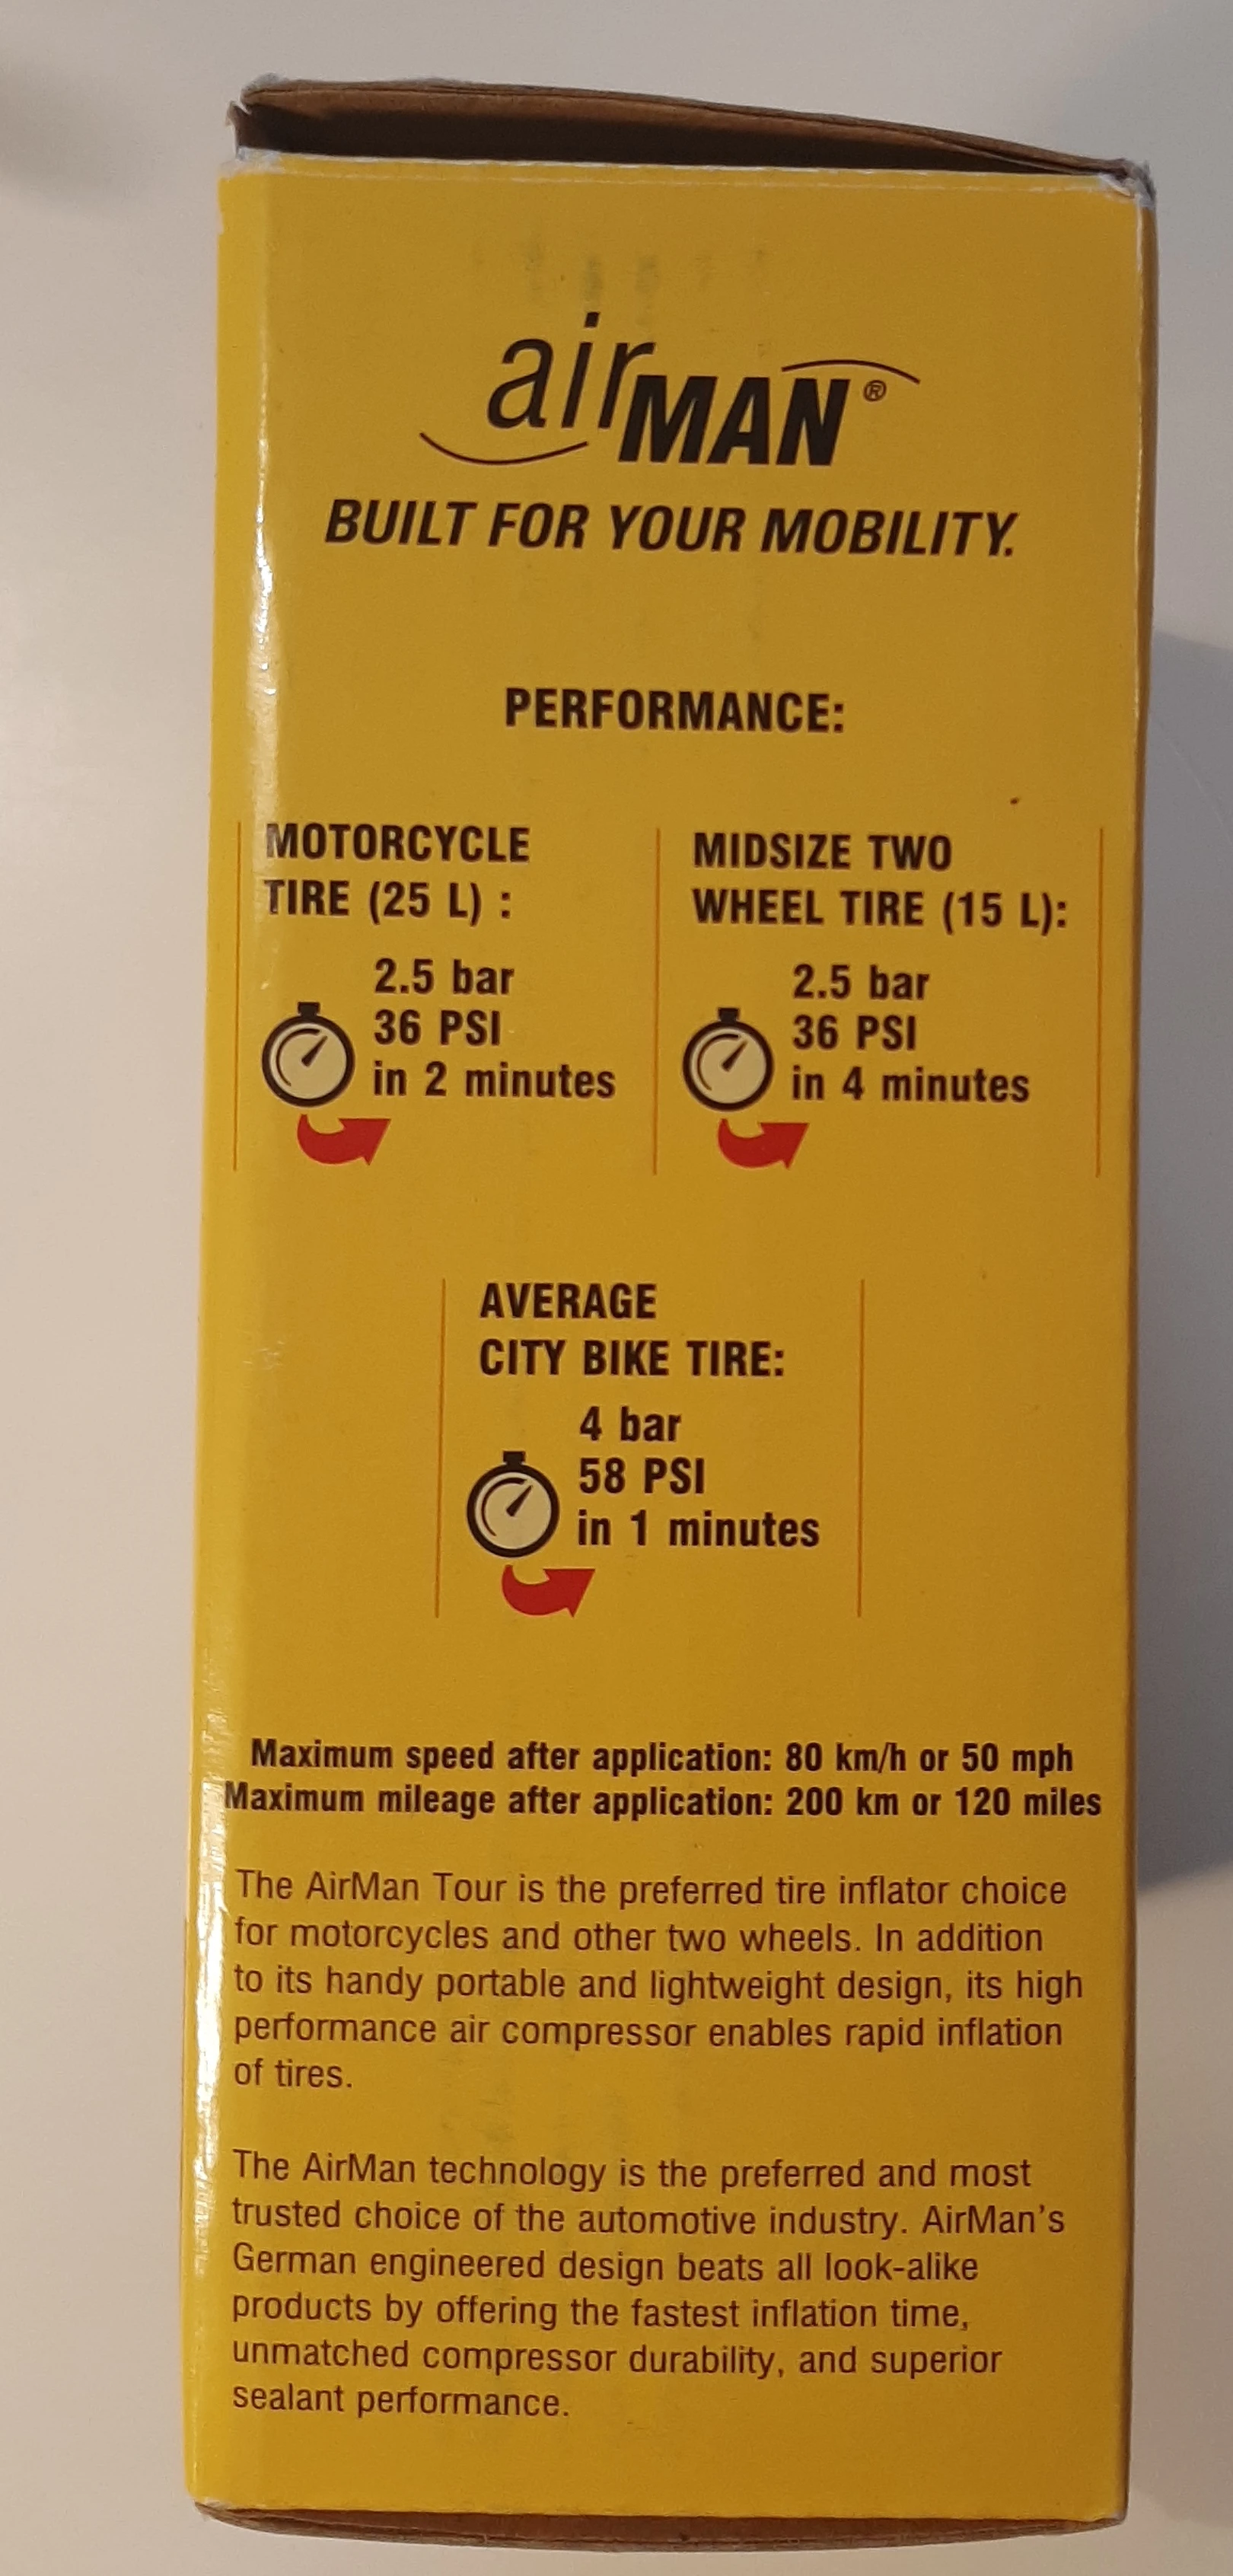 airMAN®
BUILT FOR YOUR MOBILITY.
PERFORMANCE:
MOTORCYCLE
TIRE (25 L) :
2.5 bar
36 PSI
in 2 minutes
MIDSIZE TWO
WHEEL TIRE (15 L):
2.5 bar
36 PSI
in 4 minutes
AVERAGE
CITY BIKE TIRE:
4 bar
58 PSI
in 1 minutes
Maximum speed after application: 80 km/h or 50 mph
Maximum mileage after application: 200 km or 120 miles
The AirMan Tour is the preferred tire inflator choice
for motorcycles and other two wheels. In addition
to its handy portable and lightweight design, its high
performance air compressor enables rapid inflation
of tires.
The AirMan technology is the preferred and most
trusted choice of the automotive industry. AirMan's
German engineered design beats all look-alike
products by offering the fastest inflation time,
unmatched compressor durability, and superior
sealant performance.